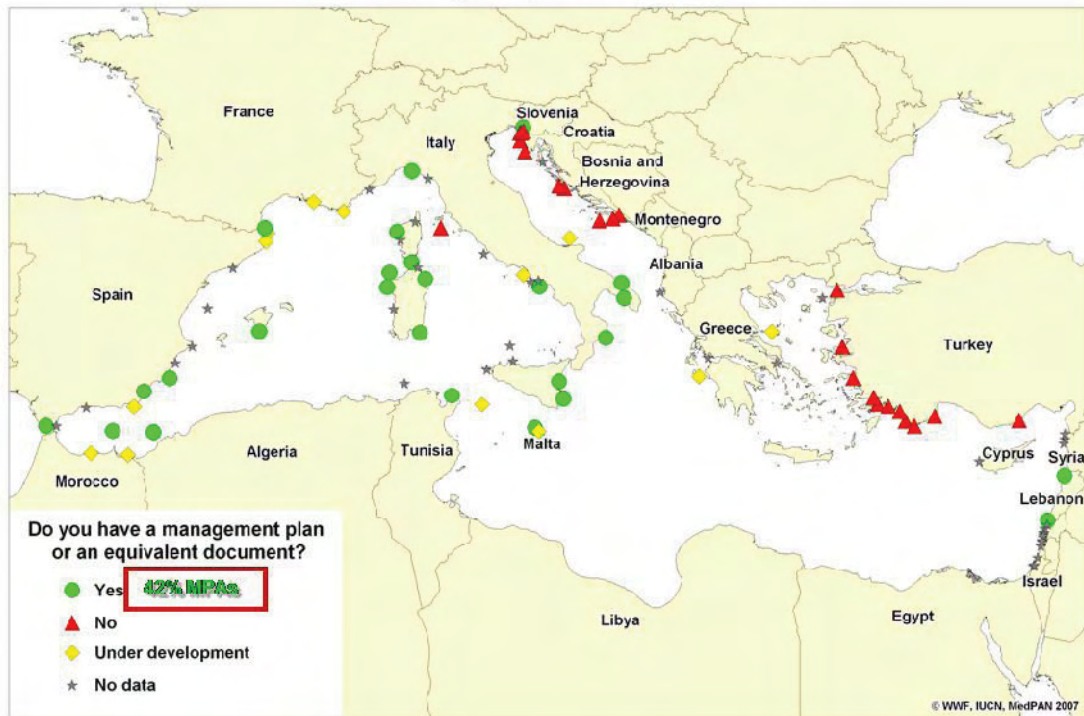 France
Slovenia
Croatia
Italy
Bosnia and
Herzegovina
Montenegro
Albania
Spain
Greece
Turkey
Malta
Cyprus
Syria
Algeria
Tunisia
Morocco
Lebanon
Israel
Libya
Egypt
Do you have a management plan
or an equivalent document?
Yes 42% MPAs
No
Under development
No data
© WWF, IUCN, MedPAN 2007